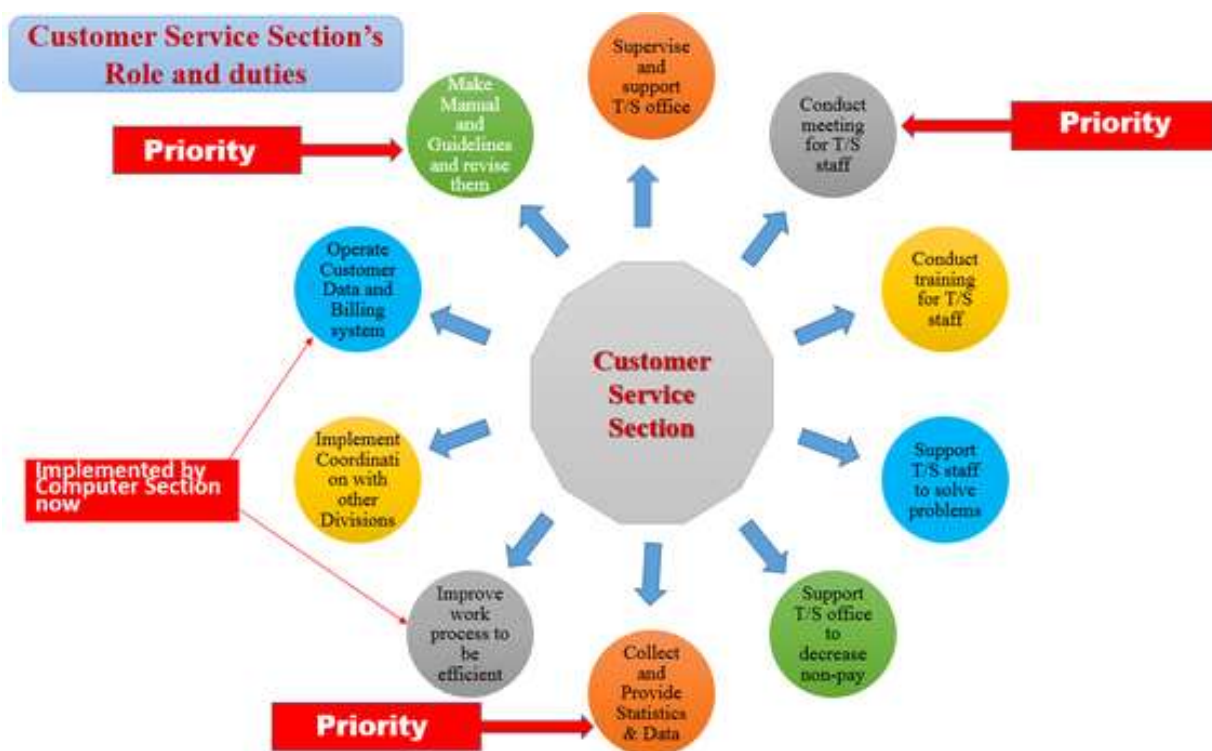 Customer Service Section's
Role and duties
Supervise
and
support
T/S office
Make
Manual
and
Guidelines
and revise
them
Priority
Conduct
meeting
for T/S
staff
Priority
Operate
Customer
Data and
Billing
system
Conduct
training
for T/S
staff
Customer
Service
Section
Implement
Coordinati
on with
other
Divisions
Implemented by
Computer Section
now
Support
T/S staff
to solve
problems
Improve
work
process to
be
efficient
Support
T/S office
to
decrease
non-pay
Collect
and
Provide
Statistics
& Data
Priority